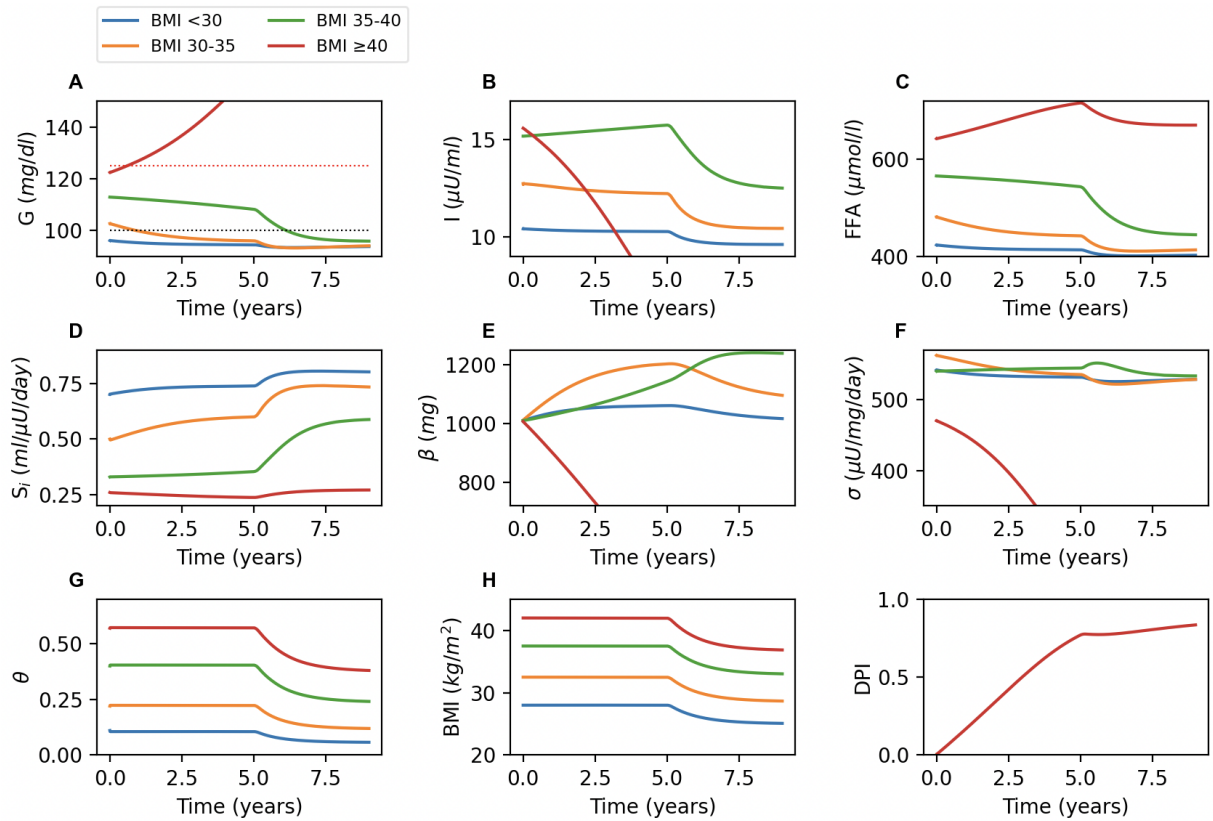 BMI <30
BMI 35-40
BMI 30-35
BMI ≥40
A
B
C
G (mg/dl)
140
120
100
0.0 2.5 5.0 7.5
Time (years)
I (μU/ml)
15
10
0.0 2.5 5.0 7.5
Time (years)
FFA (μmol/l)
600
400
0.0 2.5 5.0 7.5
Time (years)
D
E
F
S_i (ml/μU/day)
0.75
0.50
0.25
0.0 2.5 5.0 7.5
Time (years)
β (mg)
1200
1000
800
0.0 2.5 5.0 7.5
Time (years)
σ (μU/mg/day)
500
400
0.0 2.5 5.0 7.5
Time (years)
G
H
θ
0.50
0.25
0.00
0.0 2.5 5.0 7.5
Time (years)
BMI (kg/m²)
40
30
20
0.0 2.5 5.0 7.5
Time (years)
DPI
1.0
0.5
0.0
0.0 2.5 5.0 7.5
Time (years)